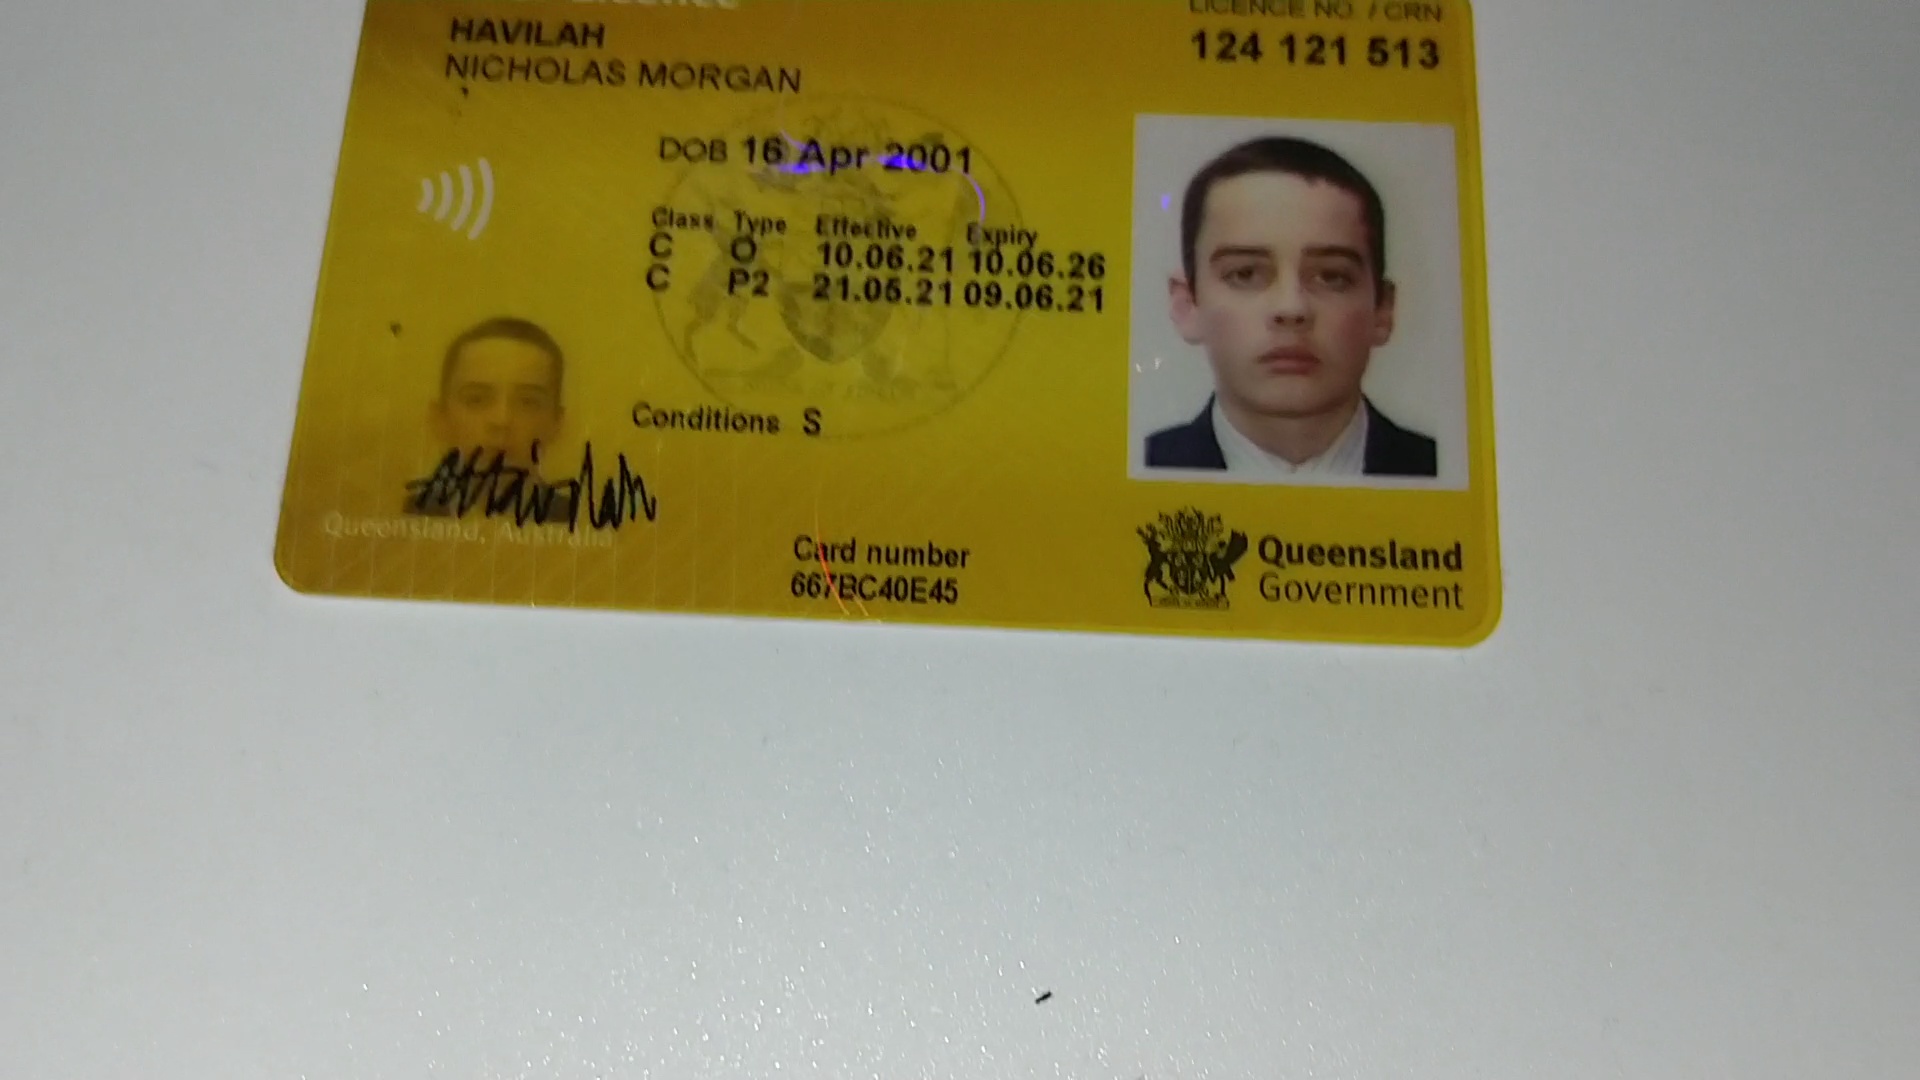 HAVILAH
NICHOLAS MORGAN
LICENCE NO. / CRN
124 121 513
DOB 16 Apr 2001
Class Type Effective Expiry
C O 10.06.21 10.06.26
C P2 21.05.21 09.06.21
Conditions S
Queensland, Australia
Card number
667BC40E45
Queensland
Government